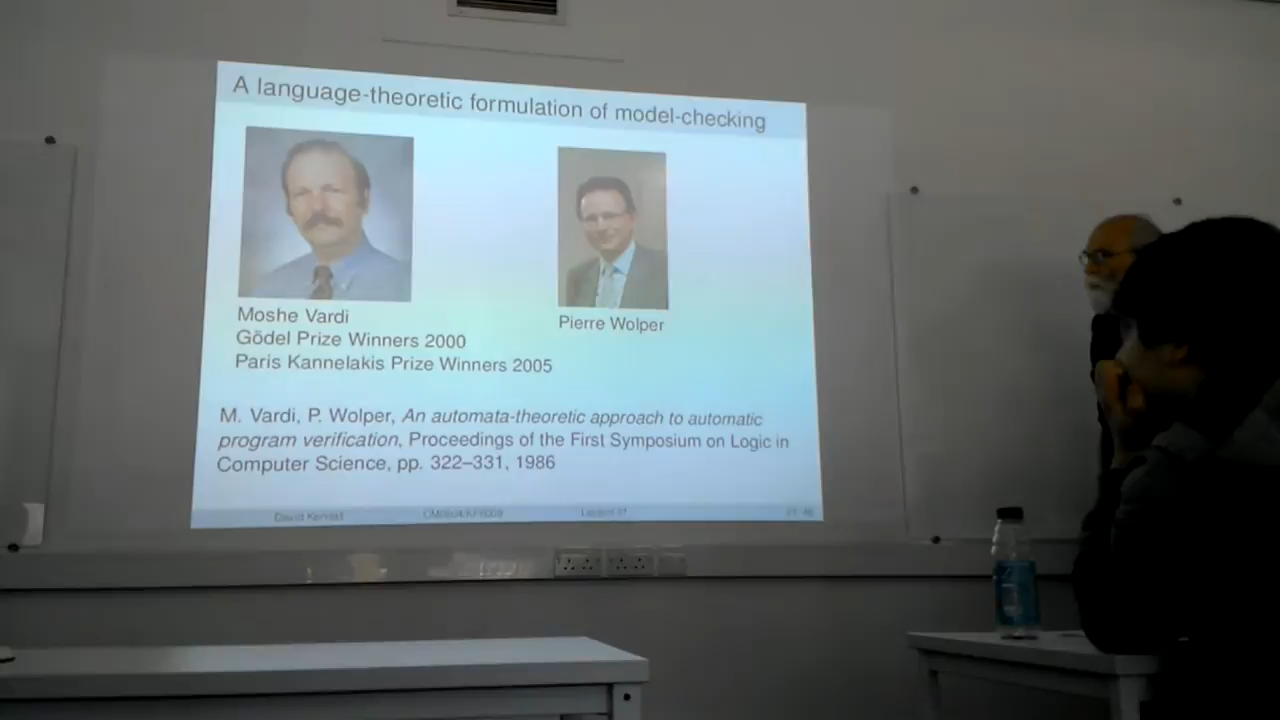 A language-theoretic formulation of model-checking
Moshe Vardi
Gödel Prize Winners 2000
Paris Kannelakis Prize Winners 2005
Pierre Wolper
M. Vardi, P. Wolper, An automata-theoretic approach to automatic
program verification, Proceedings of the First Symposium on Logic in
Computer Science, pp. 322–331, 1986
David